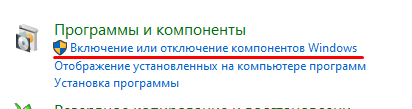 Программы и компоненты
Включение или отключение компонентов Windows
Отображение установленных на компьютере программ
Установка программы